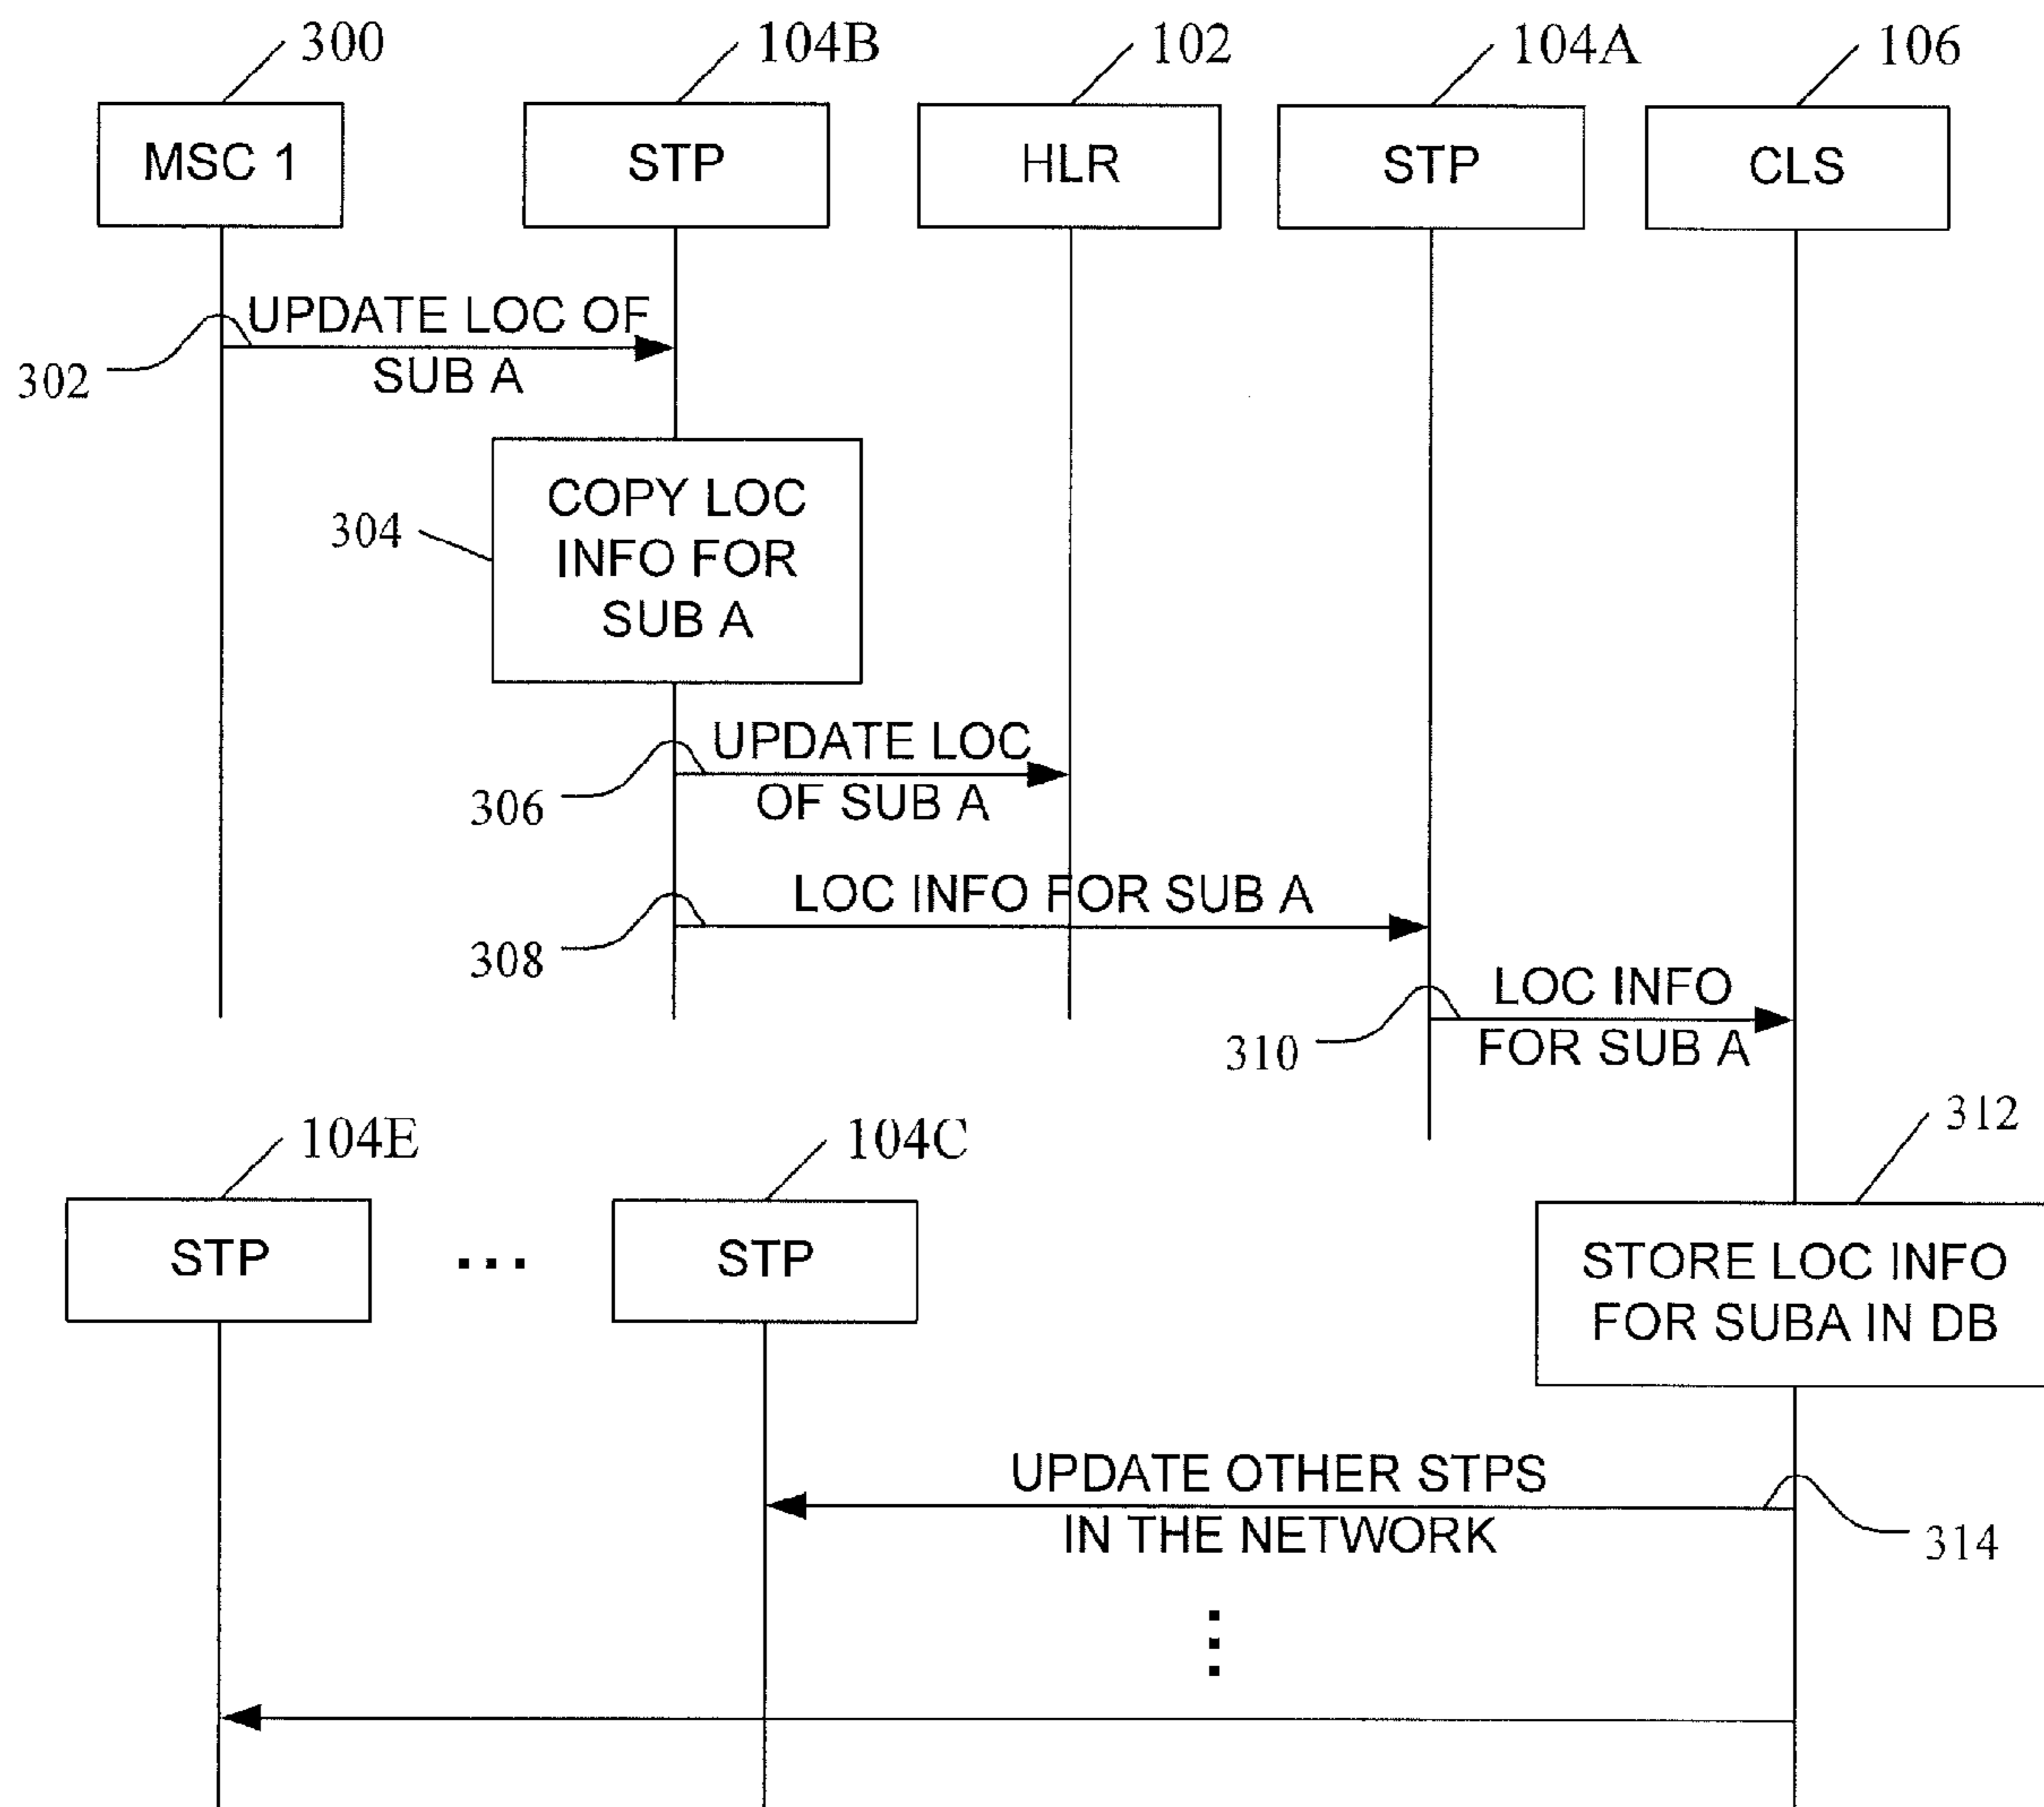 300
104B
102
104A
106
MSC 1
STP
HLR
STP
CLS
UPDATE LOC OF
SUB A
302
COPY LOC
INFO FOR
SUB A
304
UPDATE LOC
OF SUB A
306
LOC INFO FOR SUB A
308
LOC INFO
FOR SUB A
310
104E
104C
312
STP
...
STP
STORE LOC INFO
FOR SUBA IN DB
UPDATE OTHER STPS
IN THE NETWORK
314